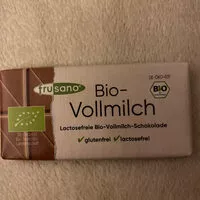 frusano®
Bio-
Vollmilch
Lactosefreie Bio-Vollmilch-Schokolade
✓glutenfrei ✓lactosefrei
BIO